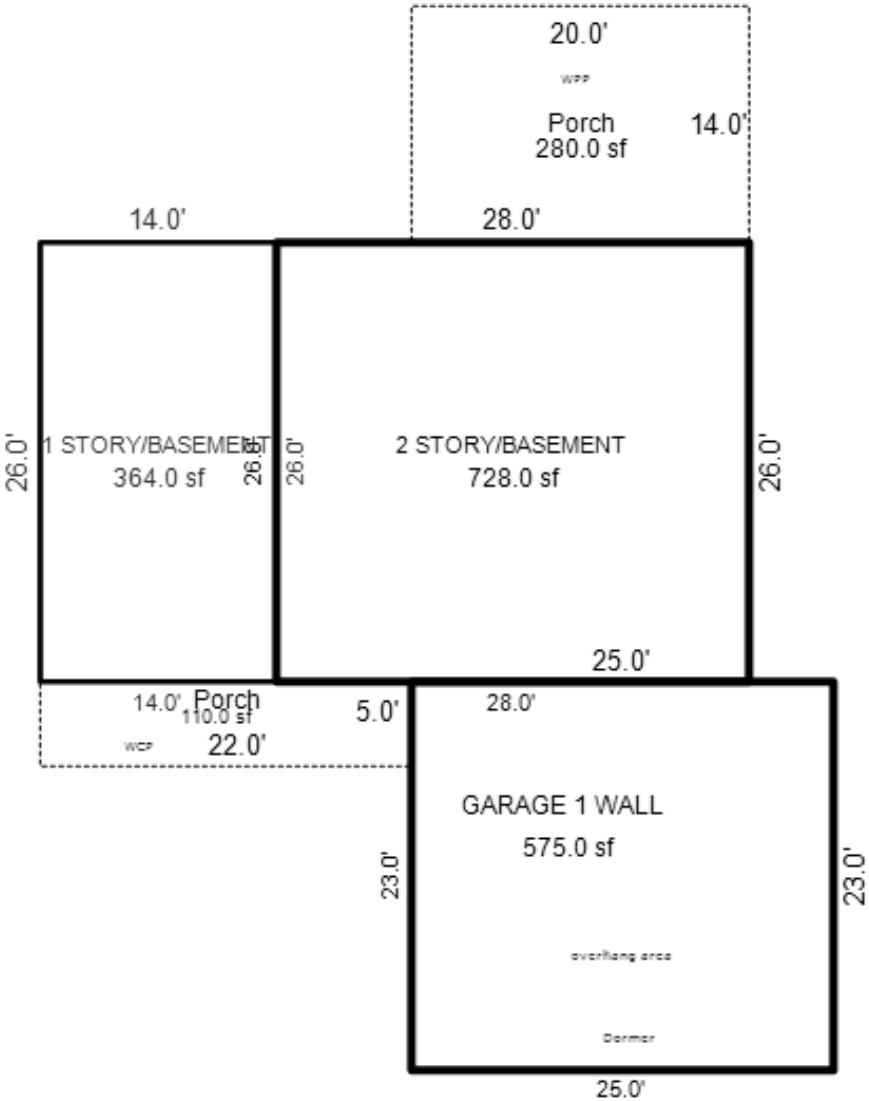 20.0'
WPP
Porch
14.0'
280.0 sf
14.0'
28.0'
26.0'
1 STORY/BASEMENT
364.0 sf
26.0'
26.0'
2 STORY/BASEMENT
728.0 sf
26.0'
25.0'
14.0'
Porch
110.0 sf
5.0'
28.0'
WCP
22.0'
GARAGE 1 WALL
575.0 sf
23.0'
23.0'
overhang area
Dormer
25.0'